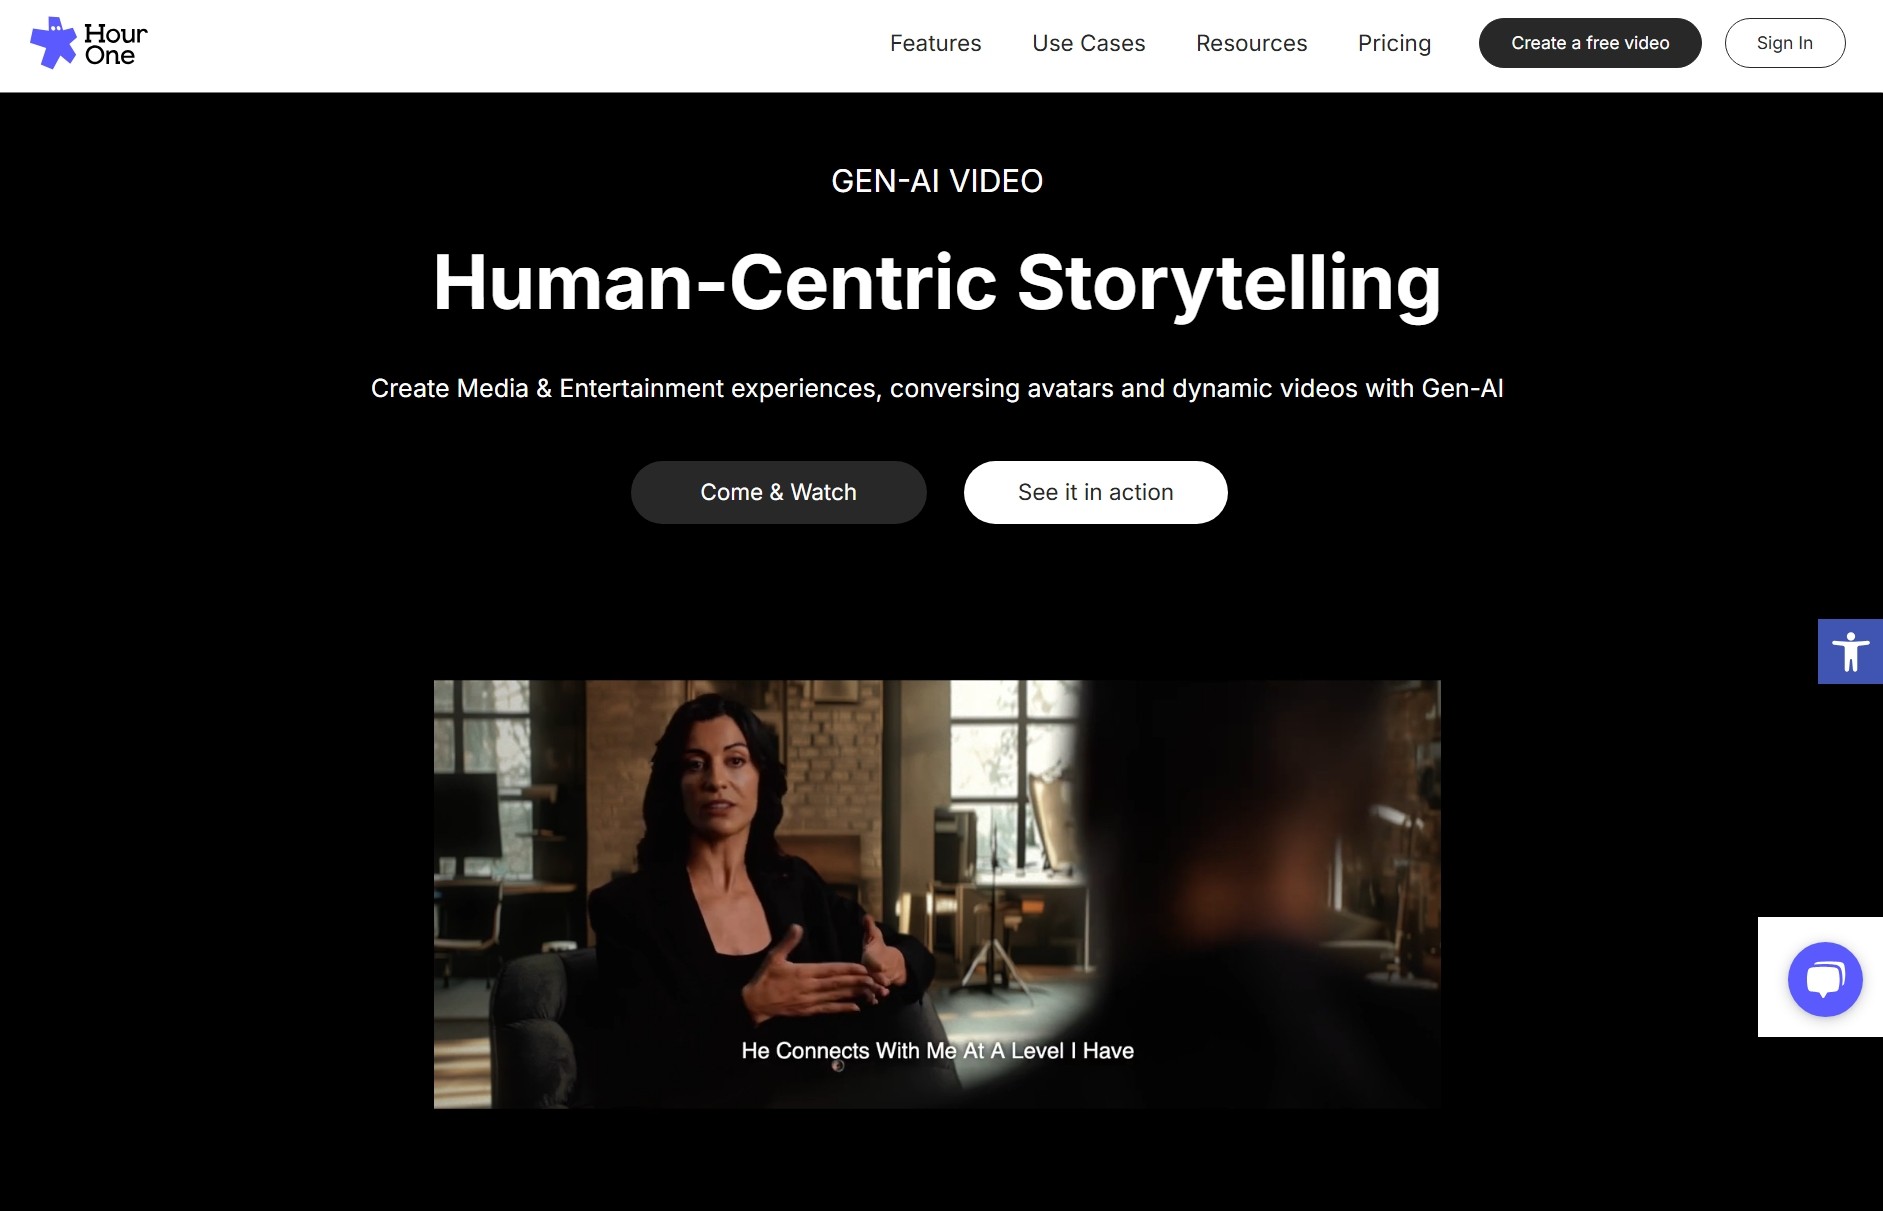 Hour
One
Features
Use Cases
Resources
Pricing
Create a free video
Sign In
GEN-AI VIDEO
Human-Centric Storytelling
Create Media & Entertainment experiences, conversing avatars and dynamic videos with Gen-AI
Come & Watch
See it in action
He Connects With Me At A Level I Have